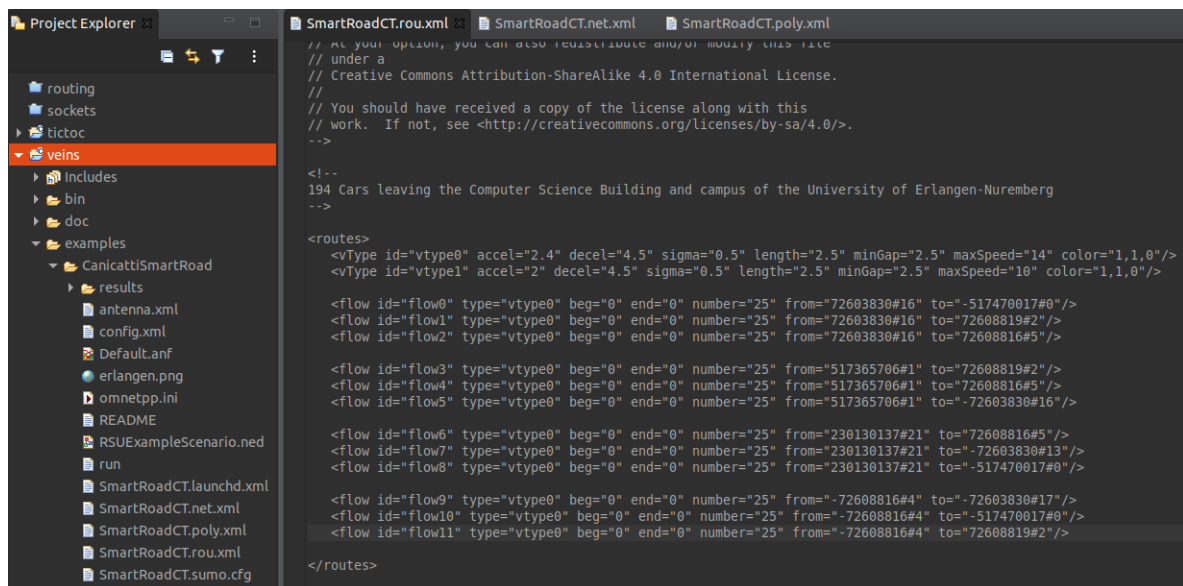 Project Explorer
routing
sockets
tictoc
veins
Includes
bin
doc
examples
CanicattiSmartRoad
results
antenna.xml
config.xml
Default.anf
erlangen.png
omnetpp.ini
README
RSUExampleScenario.ned
run
SmartRoadCT.launchd.xml
SmartRoadCT.net.xml
SmartRoadCT.poly.xml
SmartRoadCT.rou.xml
SmartRoadCT.sumo.cfg
SmartRoadCT.rou.xml SmartRoadCT.net.xml SmartRoadCT.poly.xml
// At your option, you can also redistribute and/or modify this file
// under a
// Creative Commons Attribution-ShareAlike 4.0 International License.
//
// You should have received a copy of the license along with this
// work.  If not, see <http://creativecommons.org/licenses/by-sa/4.0/>.
-->
<!--
194 Cars leaving the Computer Science Building and campus of the University of Erlangen-Nuremberg
-->
<routes>
<vType id="vtype0" accel="2.4" decel="4.5" sigma="0.5" length="2.5" minGap="2.5" maxSpeed="14" color="1,1,0"/>
<vType id="vtype1" accel="2" decel="4.5" sigma="0.5" length="2.5" minGap="2.5" maxSpeed="10" color="1,1,0"/>
<flow id="flow0" type="vtype0" beg="0" end="0" number="25" from="72603830#16" to="-517470017#0"/>
<flow id="flow1" type="vtype0" beg="0" end="0" number="25" from="72603830#16" to="72608819#2"/>
<flow id="flow2" type="vtype0" beg="0" end="0" number="25" from="72603830#16" to="72608816#5"/>
<flow id="flow3" type="vtype0" beg="0" end="0" number="25" from="517365706#1" to="72608819#2"/>
<flow id="flow4" type="vtype0" beg="0" end="0" number="25" from="517365706#1" to="72608816#5"/>
<flow id="flow5" type="vtype0" beg="0" end="0" number="25" from="517365706#1" to="-72603830#16"/>
<flow id="flow6" type="vtype0" beg="0" end="0" number="25" from="230130137#21" to="72608816#5"/>
<flow id="flow7" type="vtype0" beg="0" end="0" number="25" from="230130137#21" to="-72603830#13"/>
<flow id="flow8" type="vtype0" beg="0" end="0" number="25" from="230130137#21" to="-517470017#0"/>
<flow id="flow9" type="vtype0" beg="0" end="0" number="25" from="-72608816#4" to="-72603830#17"/>
<flow id="flow10" type="vtype0" beg="0" end="0" number="25" from="-72608816#4" to="-517470017#0"/>
<flow id="flow11" type="vtype0" beg="0" end="0" number="25" from="-72608816#4" to="72608819#2"/>
</routes>